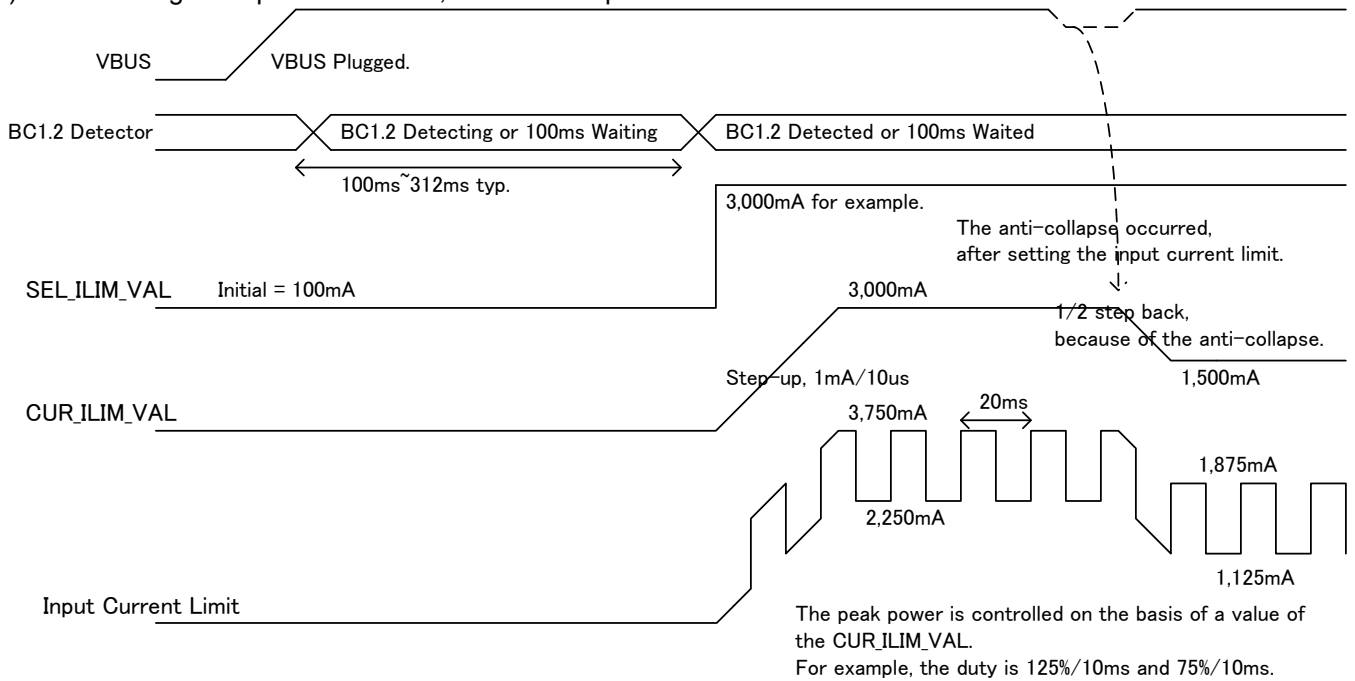 VBUS
VBUS Plugged.
BC1.2 Detector
BC1.2 Detecting or 100ms Waiting
BC1.2 Detected or 100ms Waited
100ms~312ms typ.
3,000mA for example.
The anti-collapse occurred,
after setting the input current limit.
SEL_ILIM_VAL
Initial = 100mA
3,000mA
1/2 step back,
because of the anti-collapse.
Step-up, 1mA/10us
1,500mA
CUR_ILIM_VAL
3,750mA
20ms
1,875mA
2,250mA
1,125mA
Input Current Limit
The peak power is controlled on the basis of a value of
the CUR_ILIM_VAL.
For example, the duty is 125%/10ms and 75%/10ms.